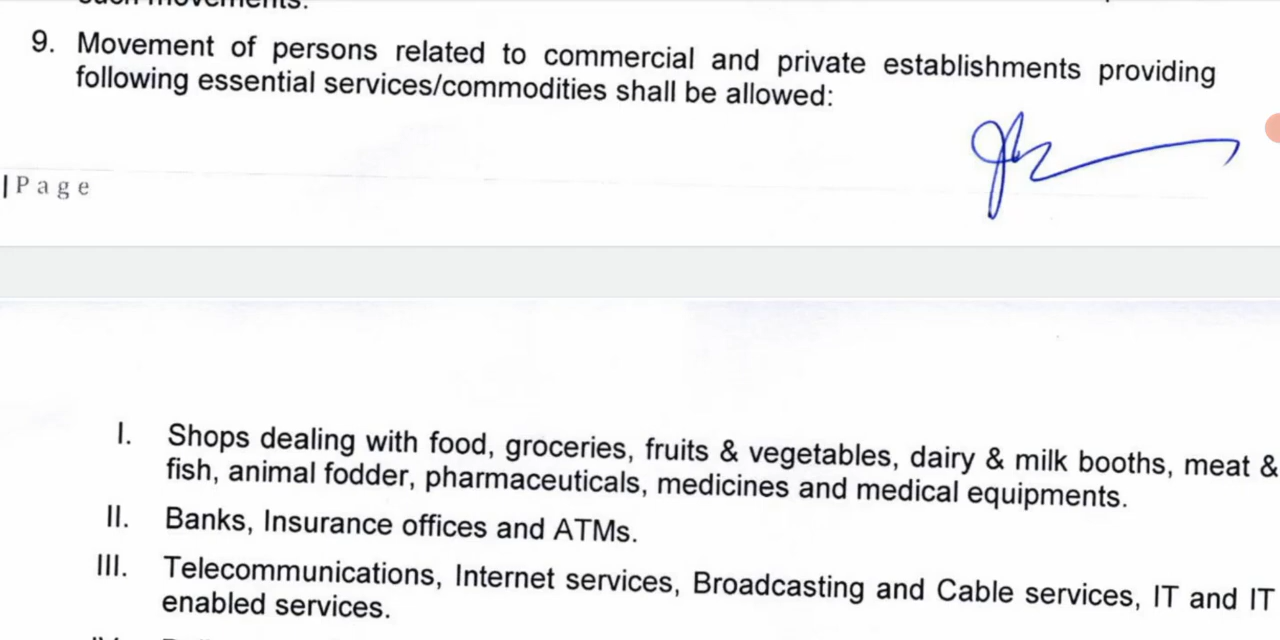 9. Movement of persons related to commercial and private establishments providing
following essential services/commodities shall be allowed:
| P a g e
I. Shops dealing with food, groceries, fruits & vegetables, dairy & milk booths, meat &
fish, animal fodder, pharmaceuticals, medicines and medical equipments.
II. Banks, Insurance offices and ATMs.
III. Telecommunications, Internet services, Broadcasting and Cable services, IT and IT
enabled services.